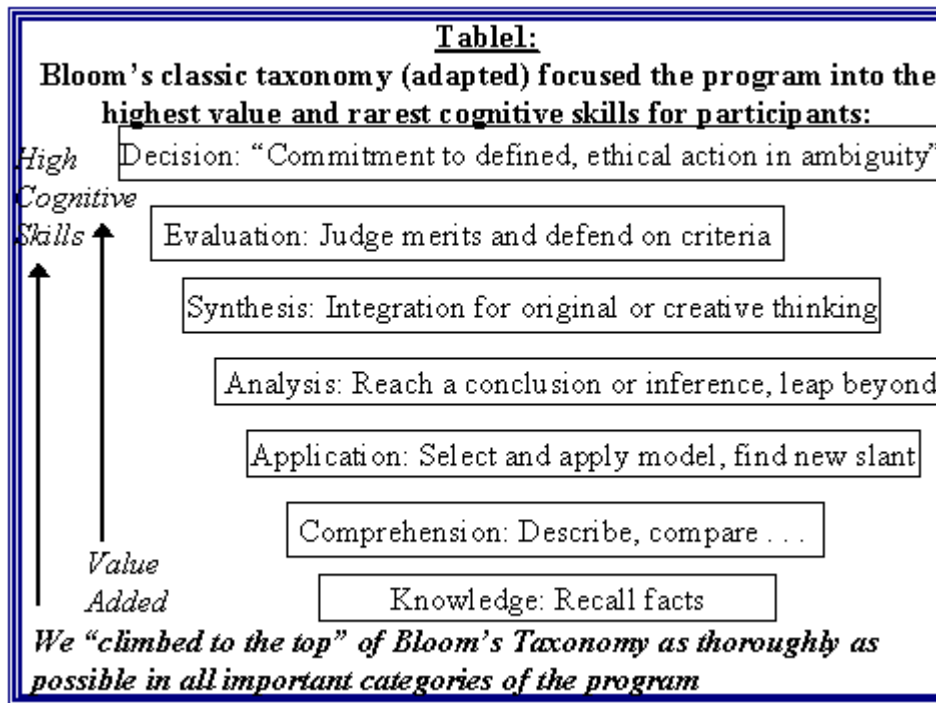 Table1:
Bloom's classic taxonomy (adapted) focused the program into the
highest value and rarest cognitive skills for participants:
High
Cognitive
Skills
Decision: “Commitment to defined, ethical action in ambiguity”
Evaluation: Judge merits and defend on criteria
Synthesis: Integration for original or creative thinking
Analysis: Reach a conclusion or inference, leap beyond
Application: Select and apply model, find new slant
Comprehension: Describe, compare . . .
Value
Added
Knowledge: Recall facts
We “climbed to the top” of Bloom's Taxonomy as thoroughly as
possible in all important categories of the program